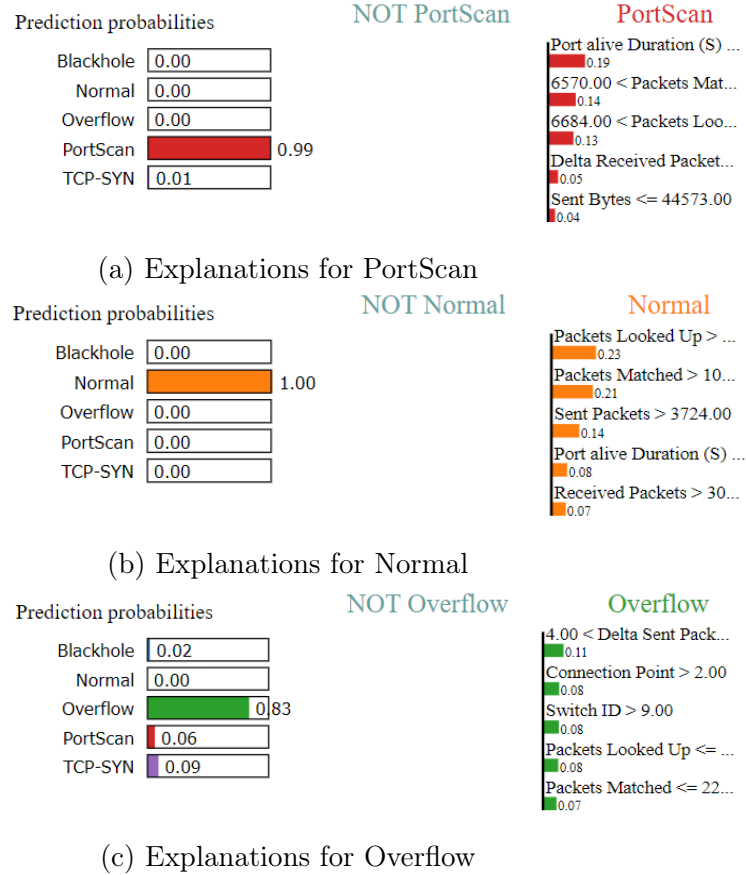 Prediction probabilities
Blackhole 0.00
Normal 0.00
Overflow 0.00
PortScan 0.99
TCP-SYN 0.01
NOT PortScan
PortScan
Port alive Duration (S) ...
0.19
6570.00 < Packets Mat...
0.14
6684.00 < Packets Loo...
0.13
Delta Received Packet...
0.05
Sent Bytes <= 44573.00
0.04
(a) Explanations for PortScan
Prediction probabilities
Blackhole 0.00
Normal 1.00
Overflow 0.00
PortScan 0.00
TCP-SYN 0.00
NOT Normal
Normal
Packets Looked Up > ...
0.23
Packets Matched > 10...
0.21
Sent Packets > 3724.00
0.14
Port alive Duration (S) ...
0.08
Received Packets > 30...
0.07
(b) Explanations for Normal
Prediction probabilities
Blackhole 0.02
Normal 0.00
Overflow 0.83
PortScan 0.06
TCP-SYN 0.09
NOT Overflow
Overflow
4.00 < Delta Sent Pack...
0.11
Connection Point > 2.00
0.08
Switch ID > 9.00
0.08
Packets Looked Up <= ...
0.08
Packets Matched <= 22...
0.07
(c) Explanations for Overflow